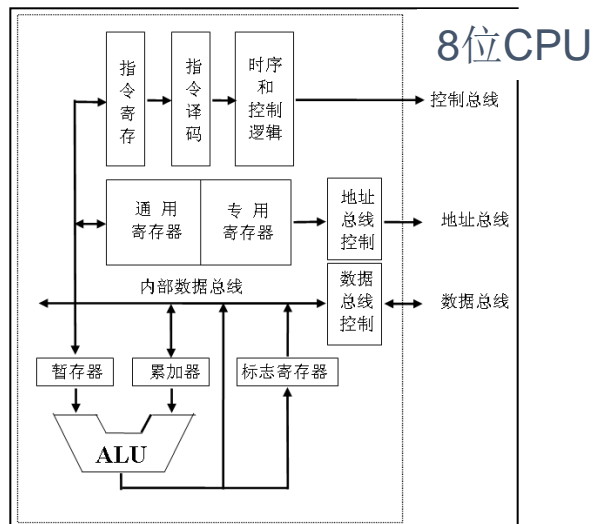 8位CPU
指
令
寄
存
指
令
译
码
时序
和
控制
逻辑
控制总线
通 用
寄存器
专 用
寄存器
地址
总线
控制
地址总线
内部数据总线
数据
总线
控制
数据总线
暂存器
累加器
标志寄存器
ALU